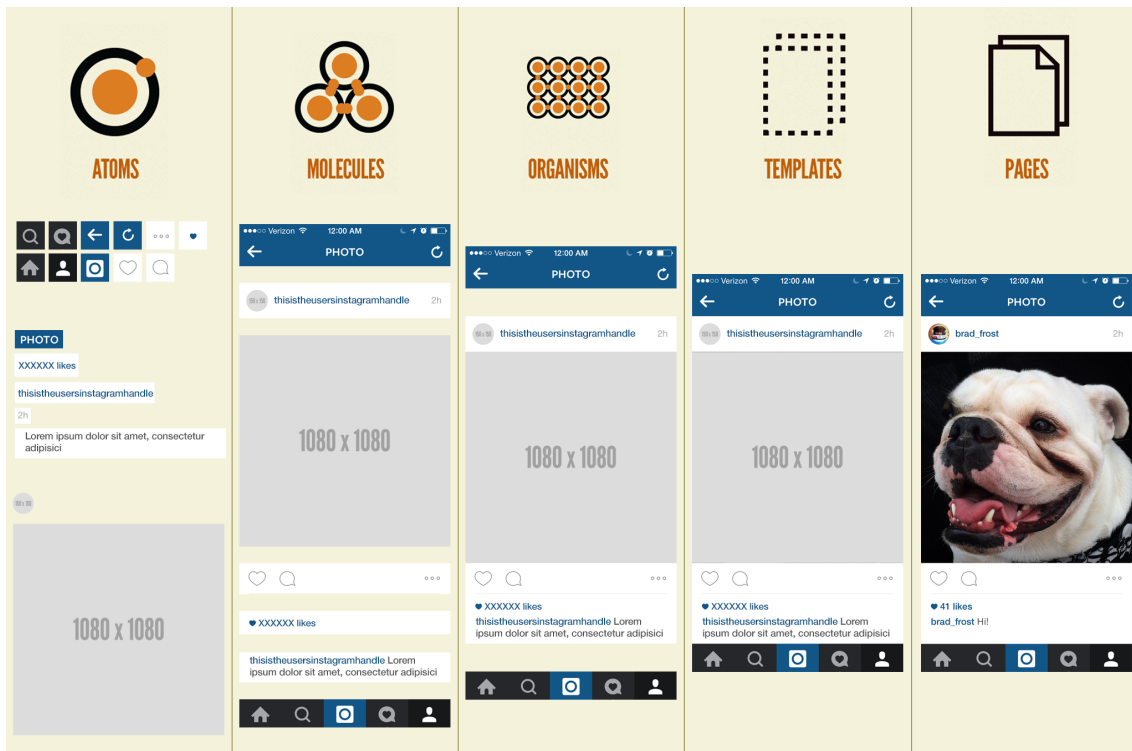 ATOMS
PHOTO
XXXXXX likes
thisistheusersinstagramhandle
2h
Lorem ipsum dolor sit amet, consectetur
adipisici
1080 x 1080
MOLECULES
Verizon 12:00 AM
PHOTO
thisistheusersinstagramhandle 2h
1080 x 1080
XXXXXX likes
thisistheusersinstagramhandle Lorem
ipsum dolor sit amet, consectetur adipisici
ORGANISMS
Verizon 12:00 AM
PHOTO
thisistheusersinstagramhandle 2h
1080 x 1080
XXXXXX likes
thisistheusersinstagramhandle Lorem
ipsum dolor sit amet, consectetur adipisici
TEMPLATES
Verizon 12:00 AM
PHOTO
thisistheusersinstagramhandle 2h
1080 x 1080
XXXXXX likes
thisistheusersinstagramhandle Lorem
ipsum dolor sit amet, consectetur adipisici
PAGES
Verizon 12:00 AM
PHOTO
brad_frost 2h
41 likes
brad_frost Hi!